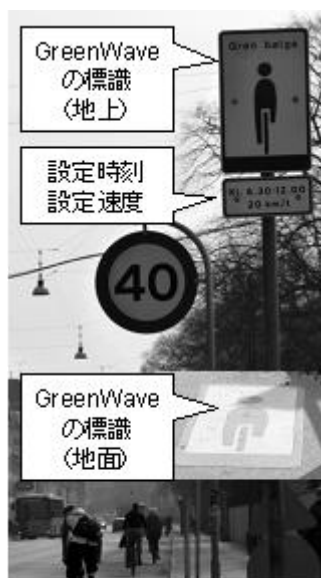 GreenWave
の標識
(地上)
Grøn bølge
設定時刻
設定速度
Kl. 6.30-12.00
20 km/t
40
GreenWave
の標識
(地面)